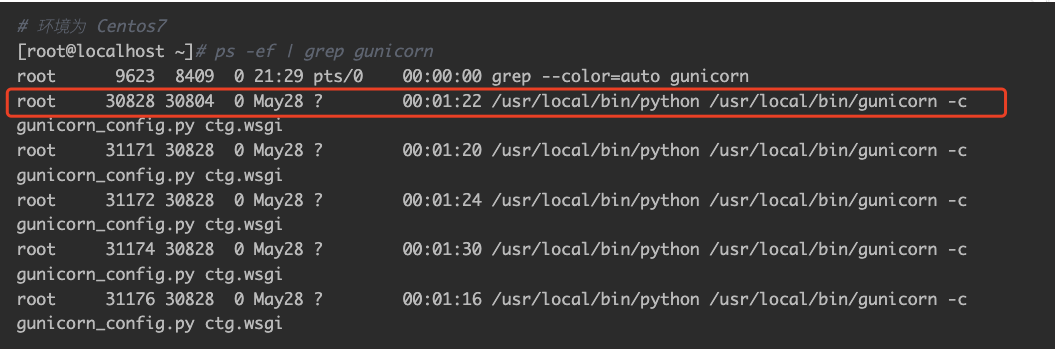 # 环境为 Centos7
[root@localhost ~]# ps -ef | grep gunicorn
root      9623  8409  0 21:29 pts/0    00:00:00 grep --color=auto gunicorn
root     30828 30804  0 May28 ?        00:01:22 /usr/local/bin/python /usr/local/bin/gunicorn -c
gunicorn_config.py ctg.wsgi
root     31171 30828  0 May28 ?        00:01:20 /usr/local/bin/python /usr/local/bin/gunicorn -c
gunicorn_config.py ctg.wsgi
root     31172 30828  0 May28 ?        00:01:24 /usr/local/bin/python /usr/local/bin/gunicorn -c
gunicorn_config.py ctg.wsgi
root     31174 30828  0 May28 ?        00:01:30 /usr/local/bin/python /usr/local/bin/gunicorn -c
gunicorn_config.py ctg.wsgi
root     31176 30828  0 May28 ?        00:01:16 /usr/local/bin/python /usr/local/bin/gunicorn -c
gunicorn_config.py ctg.wsgi